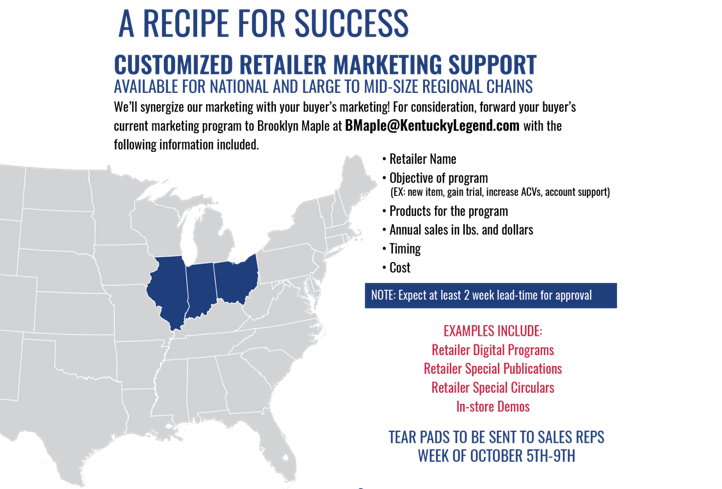 A RECIPE FOR SUCCESS
CUSTOMIZED RETAILER MARKETING SUPPORT
AVAILABLE FOR NATIONAL AND LARGE TO MID-SIZE REGIONAL CHAINS
We'll synergize our marketing with your buyer's marketing! For consideration, forward your buyer's
current marketing program to Brooklyn Maple at BMaple@KentuckyLegend.com with the
following information included.
• Retailer Name
• Objective of program
(EX: new item, gain trial, increase ACVs, account support)
• Products for the program
• Annual sales in lbs. and dollars
• Timing
• Cost
NOTE: Expect at least 2 week lead-time for approval
EXAMPLES INCLUDE:
Retailer Digital Programs
Retailer Special Publications
Retailer Special Circulars
In-store Demos
TEAR PADS TO BE SENT TO SALES REPS
WEEK OF OCTOBER 5TH-9TH